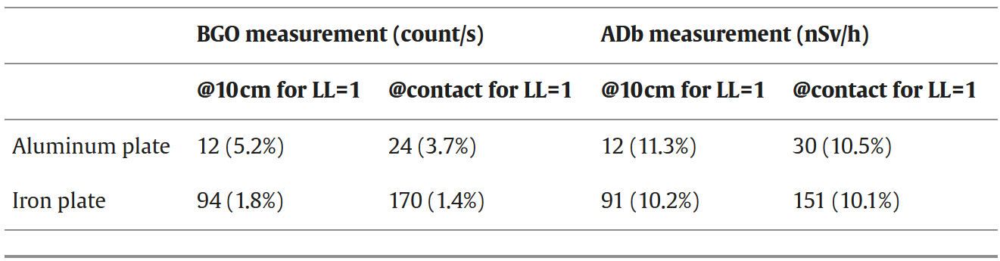 BGO measurement (count/s) ADb measurement (nSv/h)
@10cm for LL=1 @contact for LL=1 @10cm for LL=1 @contact for LL=1
Aluminum plate 12 (5.2%) 24 (3.7%) 12 (11.3%) 30 (10.5%)
Iron plate 94 (1.8%) 170 (1.4%) 91 (10.2%) 151 (10.1%)